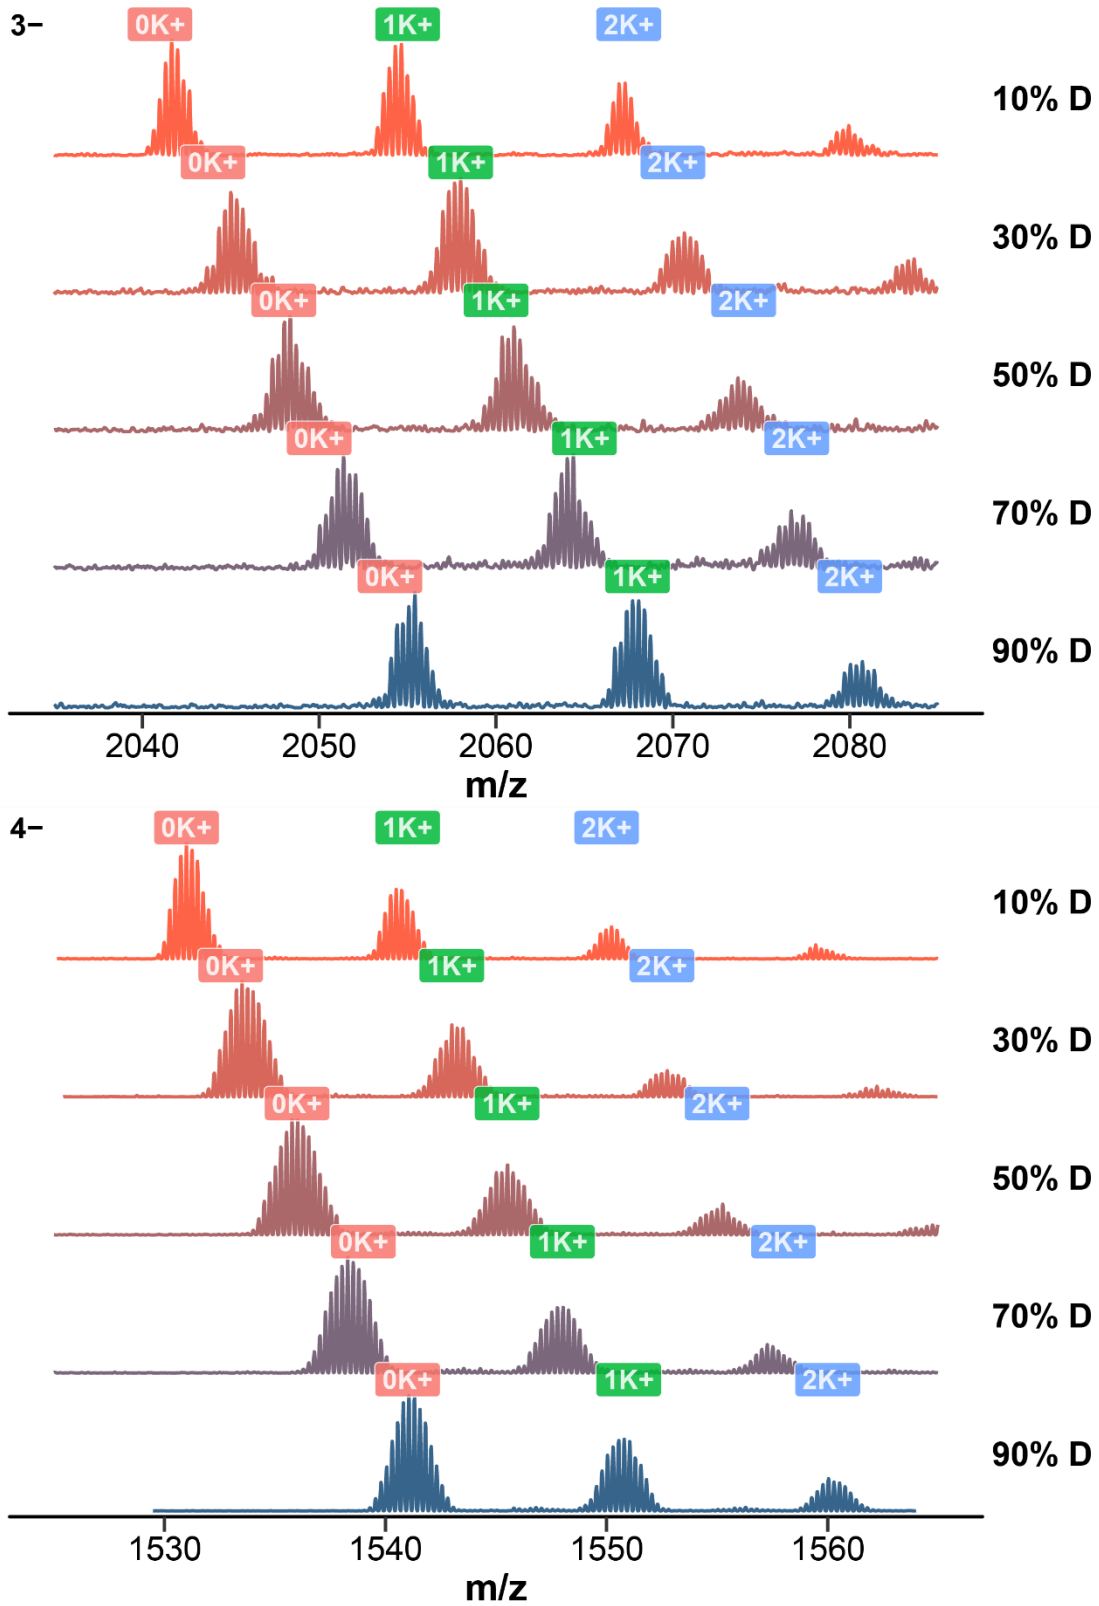 3−
0K+ 1K+ 2K+
10% D
0K+ 1K+ 2K+
30% D
0K+ 1K+ 2K+
50% D
0K+ 1K+ 2K+
70% D
0K+ 1K+ 2K+
90% D
2040 2050 2060 2070 2080
m/z
4−
0K+ 1K+ 2K+
10% D
0K+ 1K+ 2K+
30% D
0K+ 1K+ 2K+
50% D
0K+ 1K+ 2K+
70% D
0K+ 1K+ 2K+
90% D
1530 1540 1550 1560
m/z